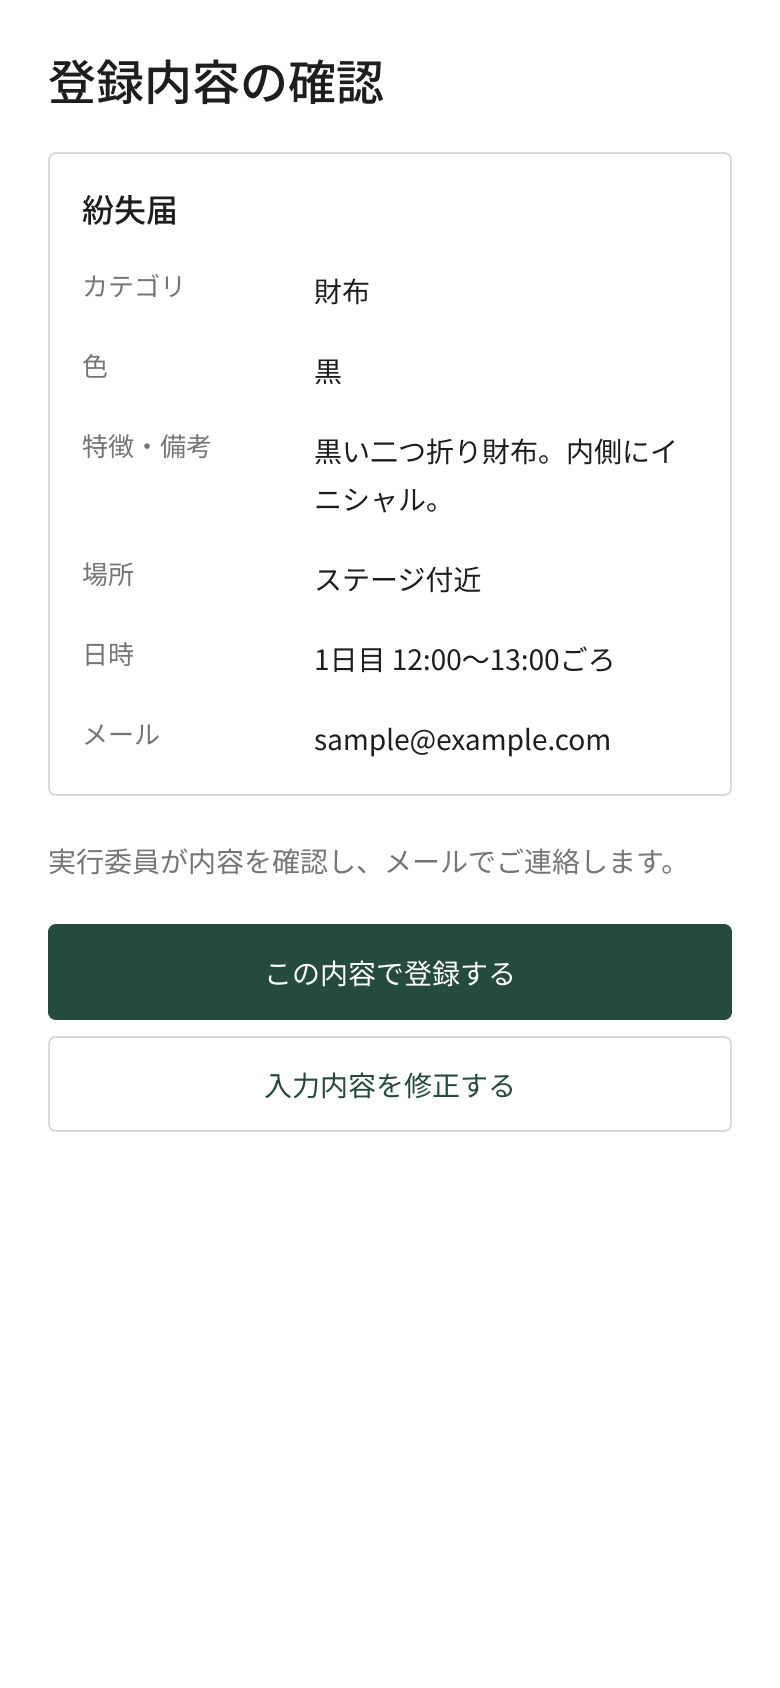 登録内容の確認
紛失届
カテゴリ 財布
色 黒
特徴・備考 黒い二つ折り財布。内側にイ
ニシャル。
場所 ステージ付近
日時 1日目 12:00〜13:00ごろ
メール sample@example.com
実行委員が内容を確認し、メールでご連絡します。
この内容で登録する
入力内容を修正する